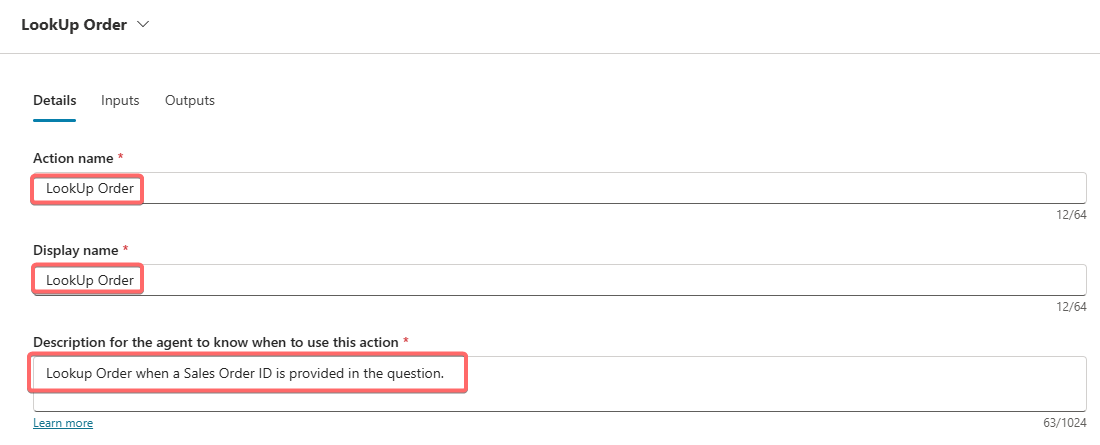 LookUp Order
Details Inputs Outputs
Action name *
LookUp Order
12/64
Display name *
LookUp Order
12/64
Description for the agent to know when to use this action *
Lookup Order when a Sales Order ID is provided in the question.
Learn more 63/1024